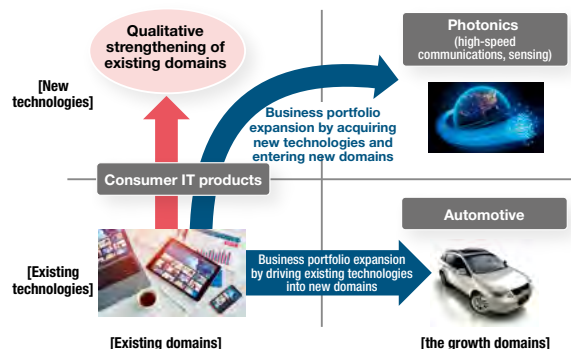 Qualitative
strengthening of
existing domains
Photonics
(high-speed
communications, sensing)
[New
technologies]
Business portfolio
expansion by acquiring
new technologies and
entering new domains
Consumer IT products
Automotive
[Existing
technologies]
Business portfolio expansion
by driving existing technologies
into new domains
[Existing domains]
[the growth domains]